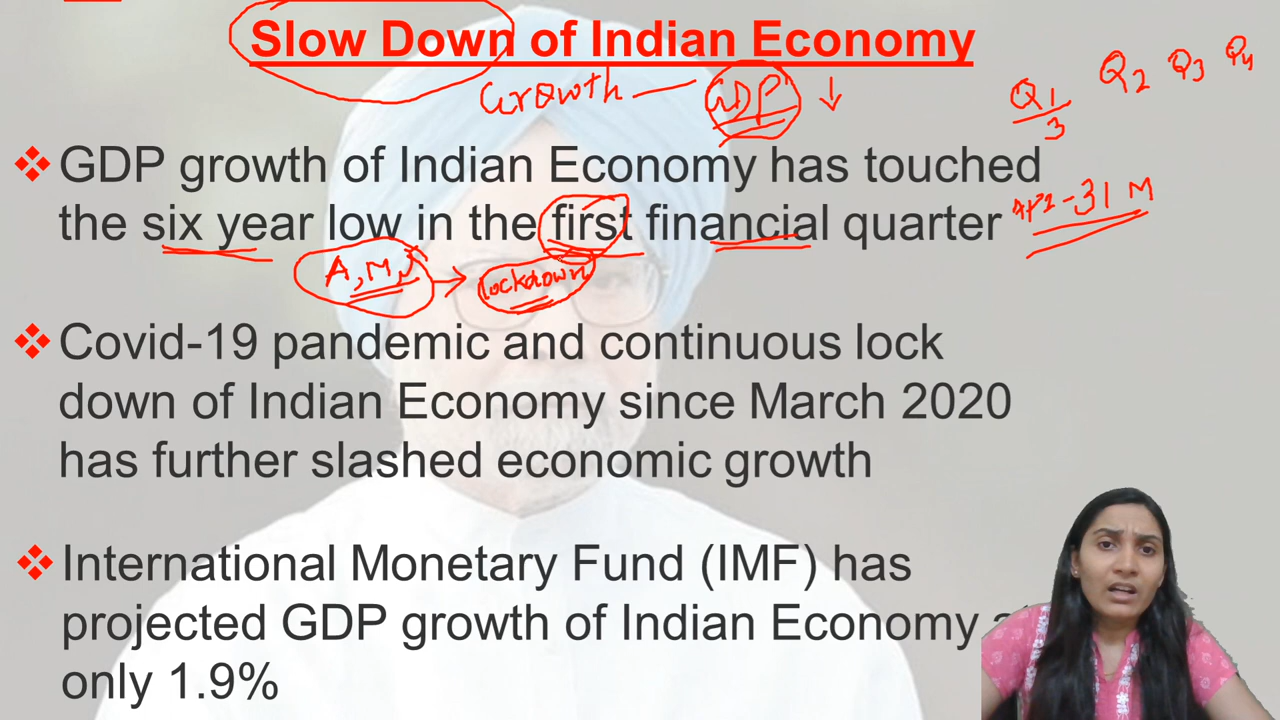 Slow Down of Indian Economy
Growth — GDP ↓
Q1 Q2 Q3 Q4
3
❖ GDP growth of Indian Economy has touched
the six year low in the first financial quarter
Apr - 31 M
A, M, J → lockdown
❖ Covid-19 pandemic and continuous lock
down of Indian Economy since March 2020
has further slashed economic growth
❖ International Monetary Fund (IMF) has
projected GDP growth of Indian Economy
only 1.9%